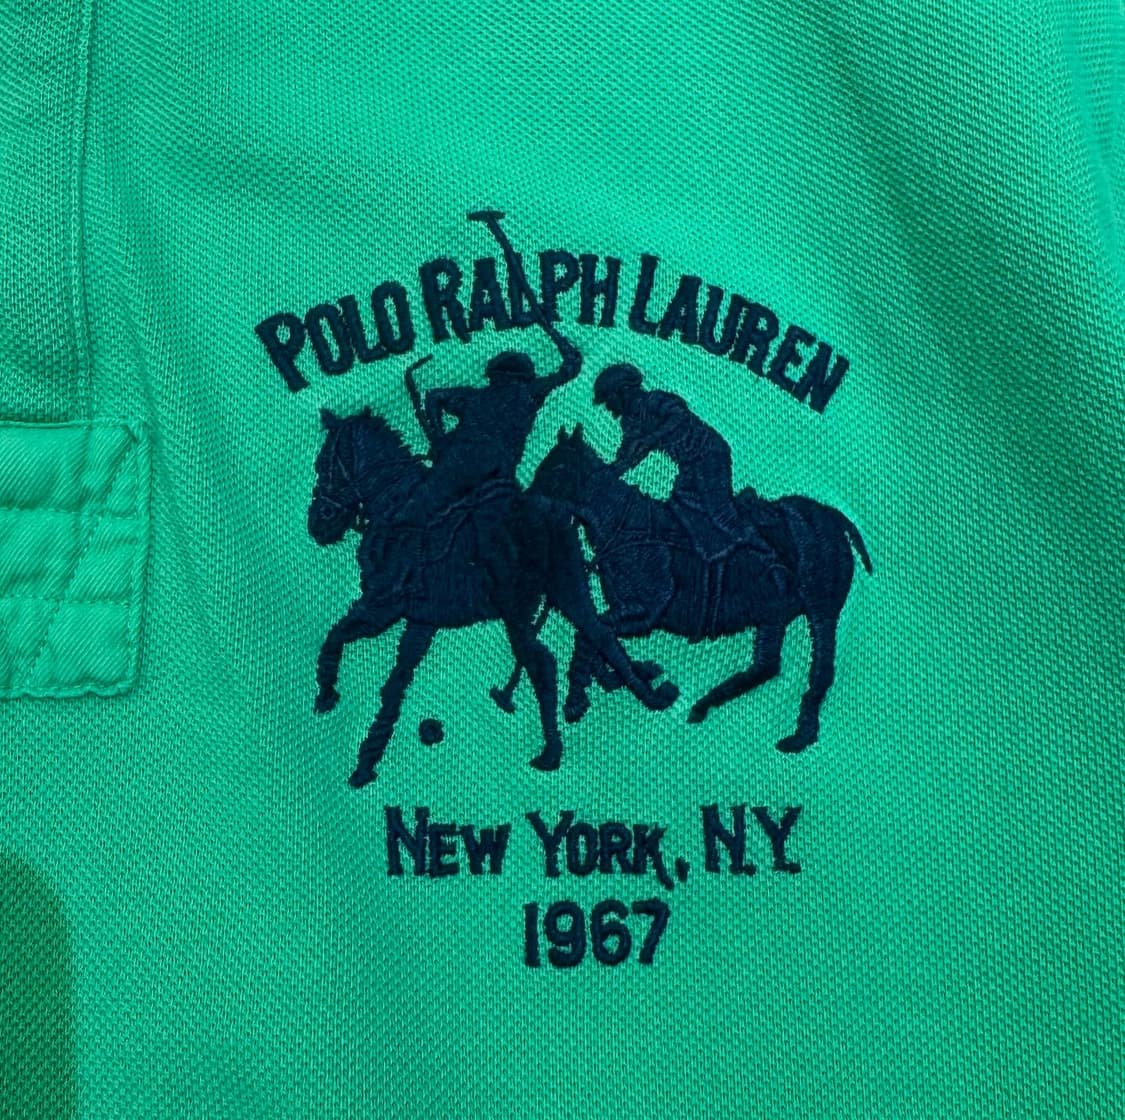 POLO RALPH LAUREN
NEW YORK, N.Y.
1967